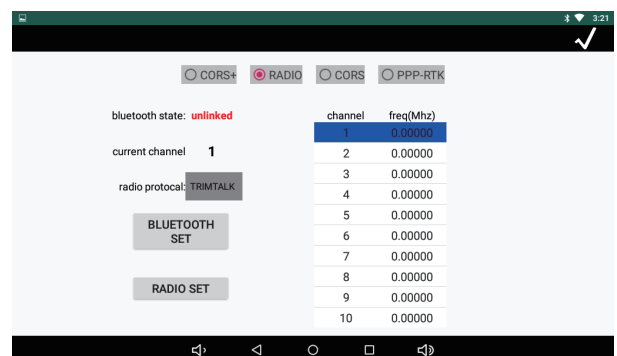 3:21
CORS+ RADIO CORS PPP-RTK
bluetooth state: unlinked
current channel 1
radio protocal: TRIMTALK
BLUETOOTH
SET
RADIO SET
channel freq(Mhz)
1 0.00000
2 0.00000
3 0.00000
4 0.00000
5 0.00000
6 0.00000
7 0.00000
8 0.00000
9 0.00000
10 0.00000